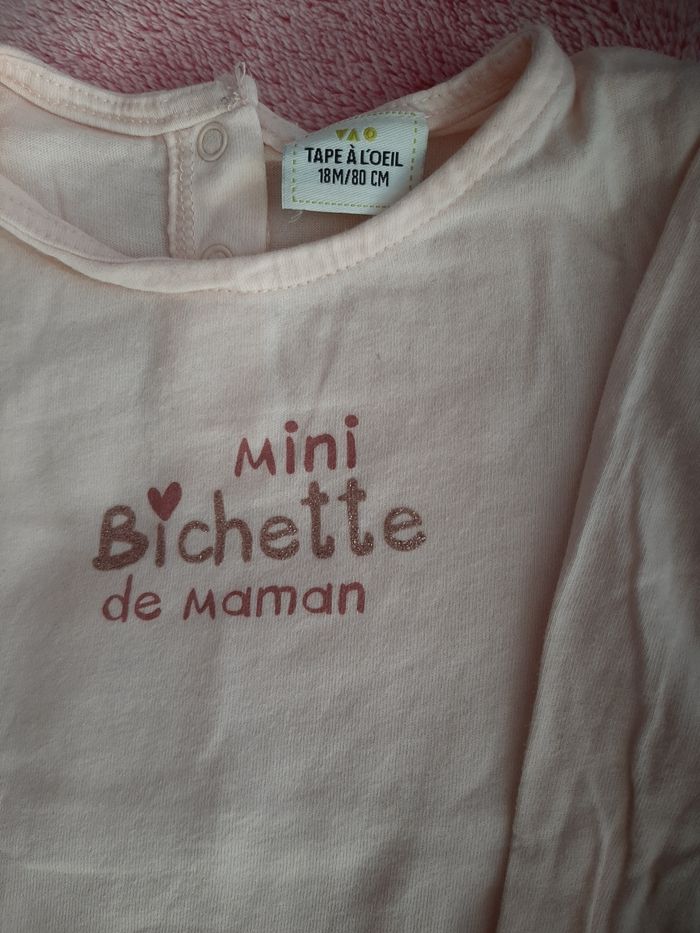 TAPE À L'OEIL
18M/80 CM
Mini
Bichette
de Maman